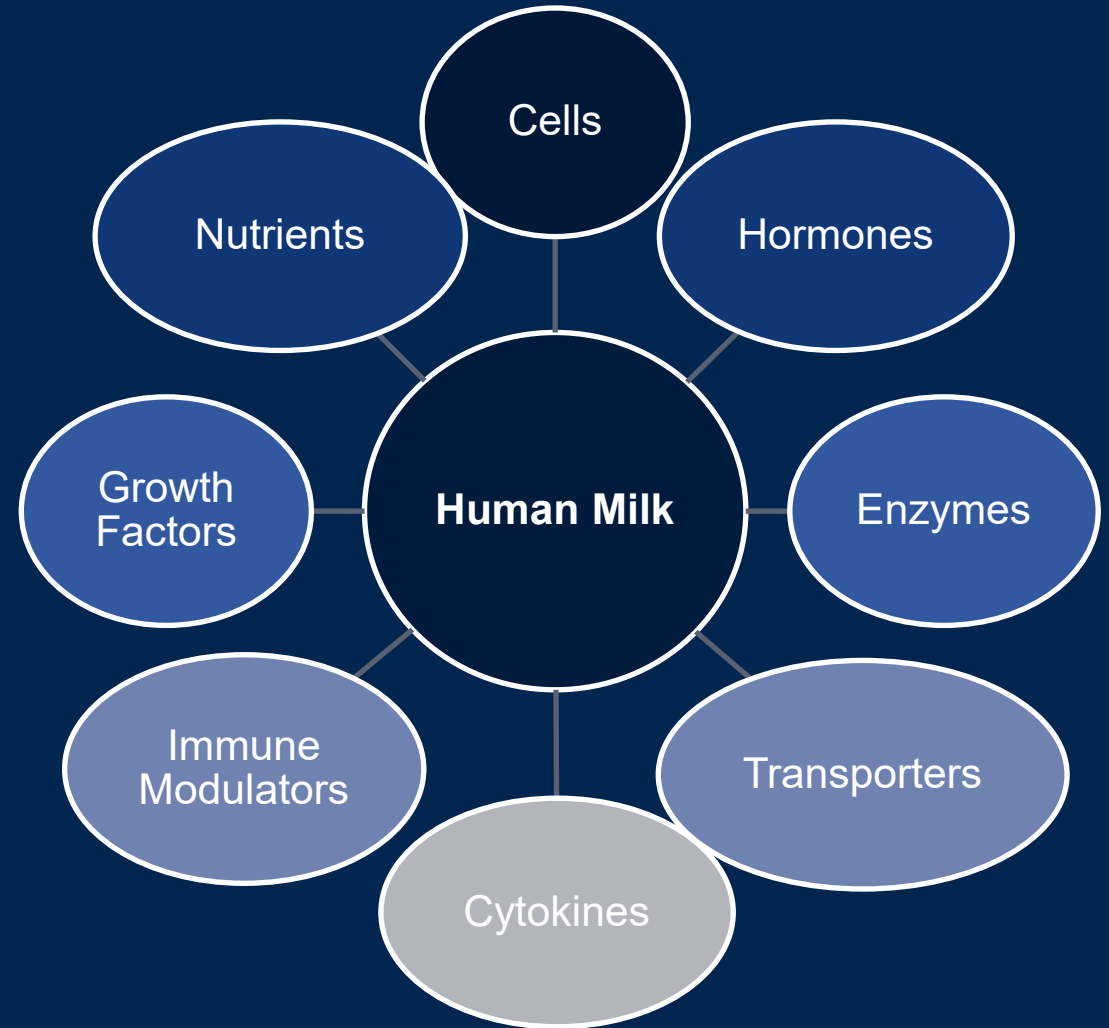 Cells
Nutrients
Hormones
Growth
Factors
Human Milk
Enzymes
Immune
Modulators
Transporters
Cytokines